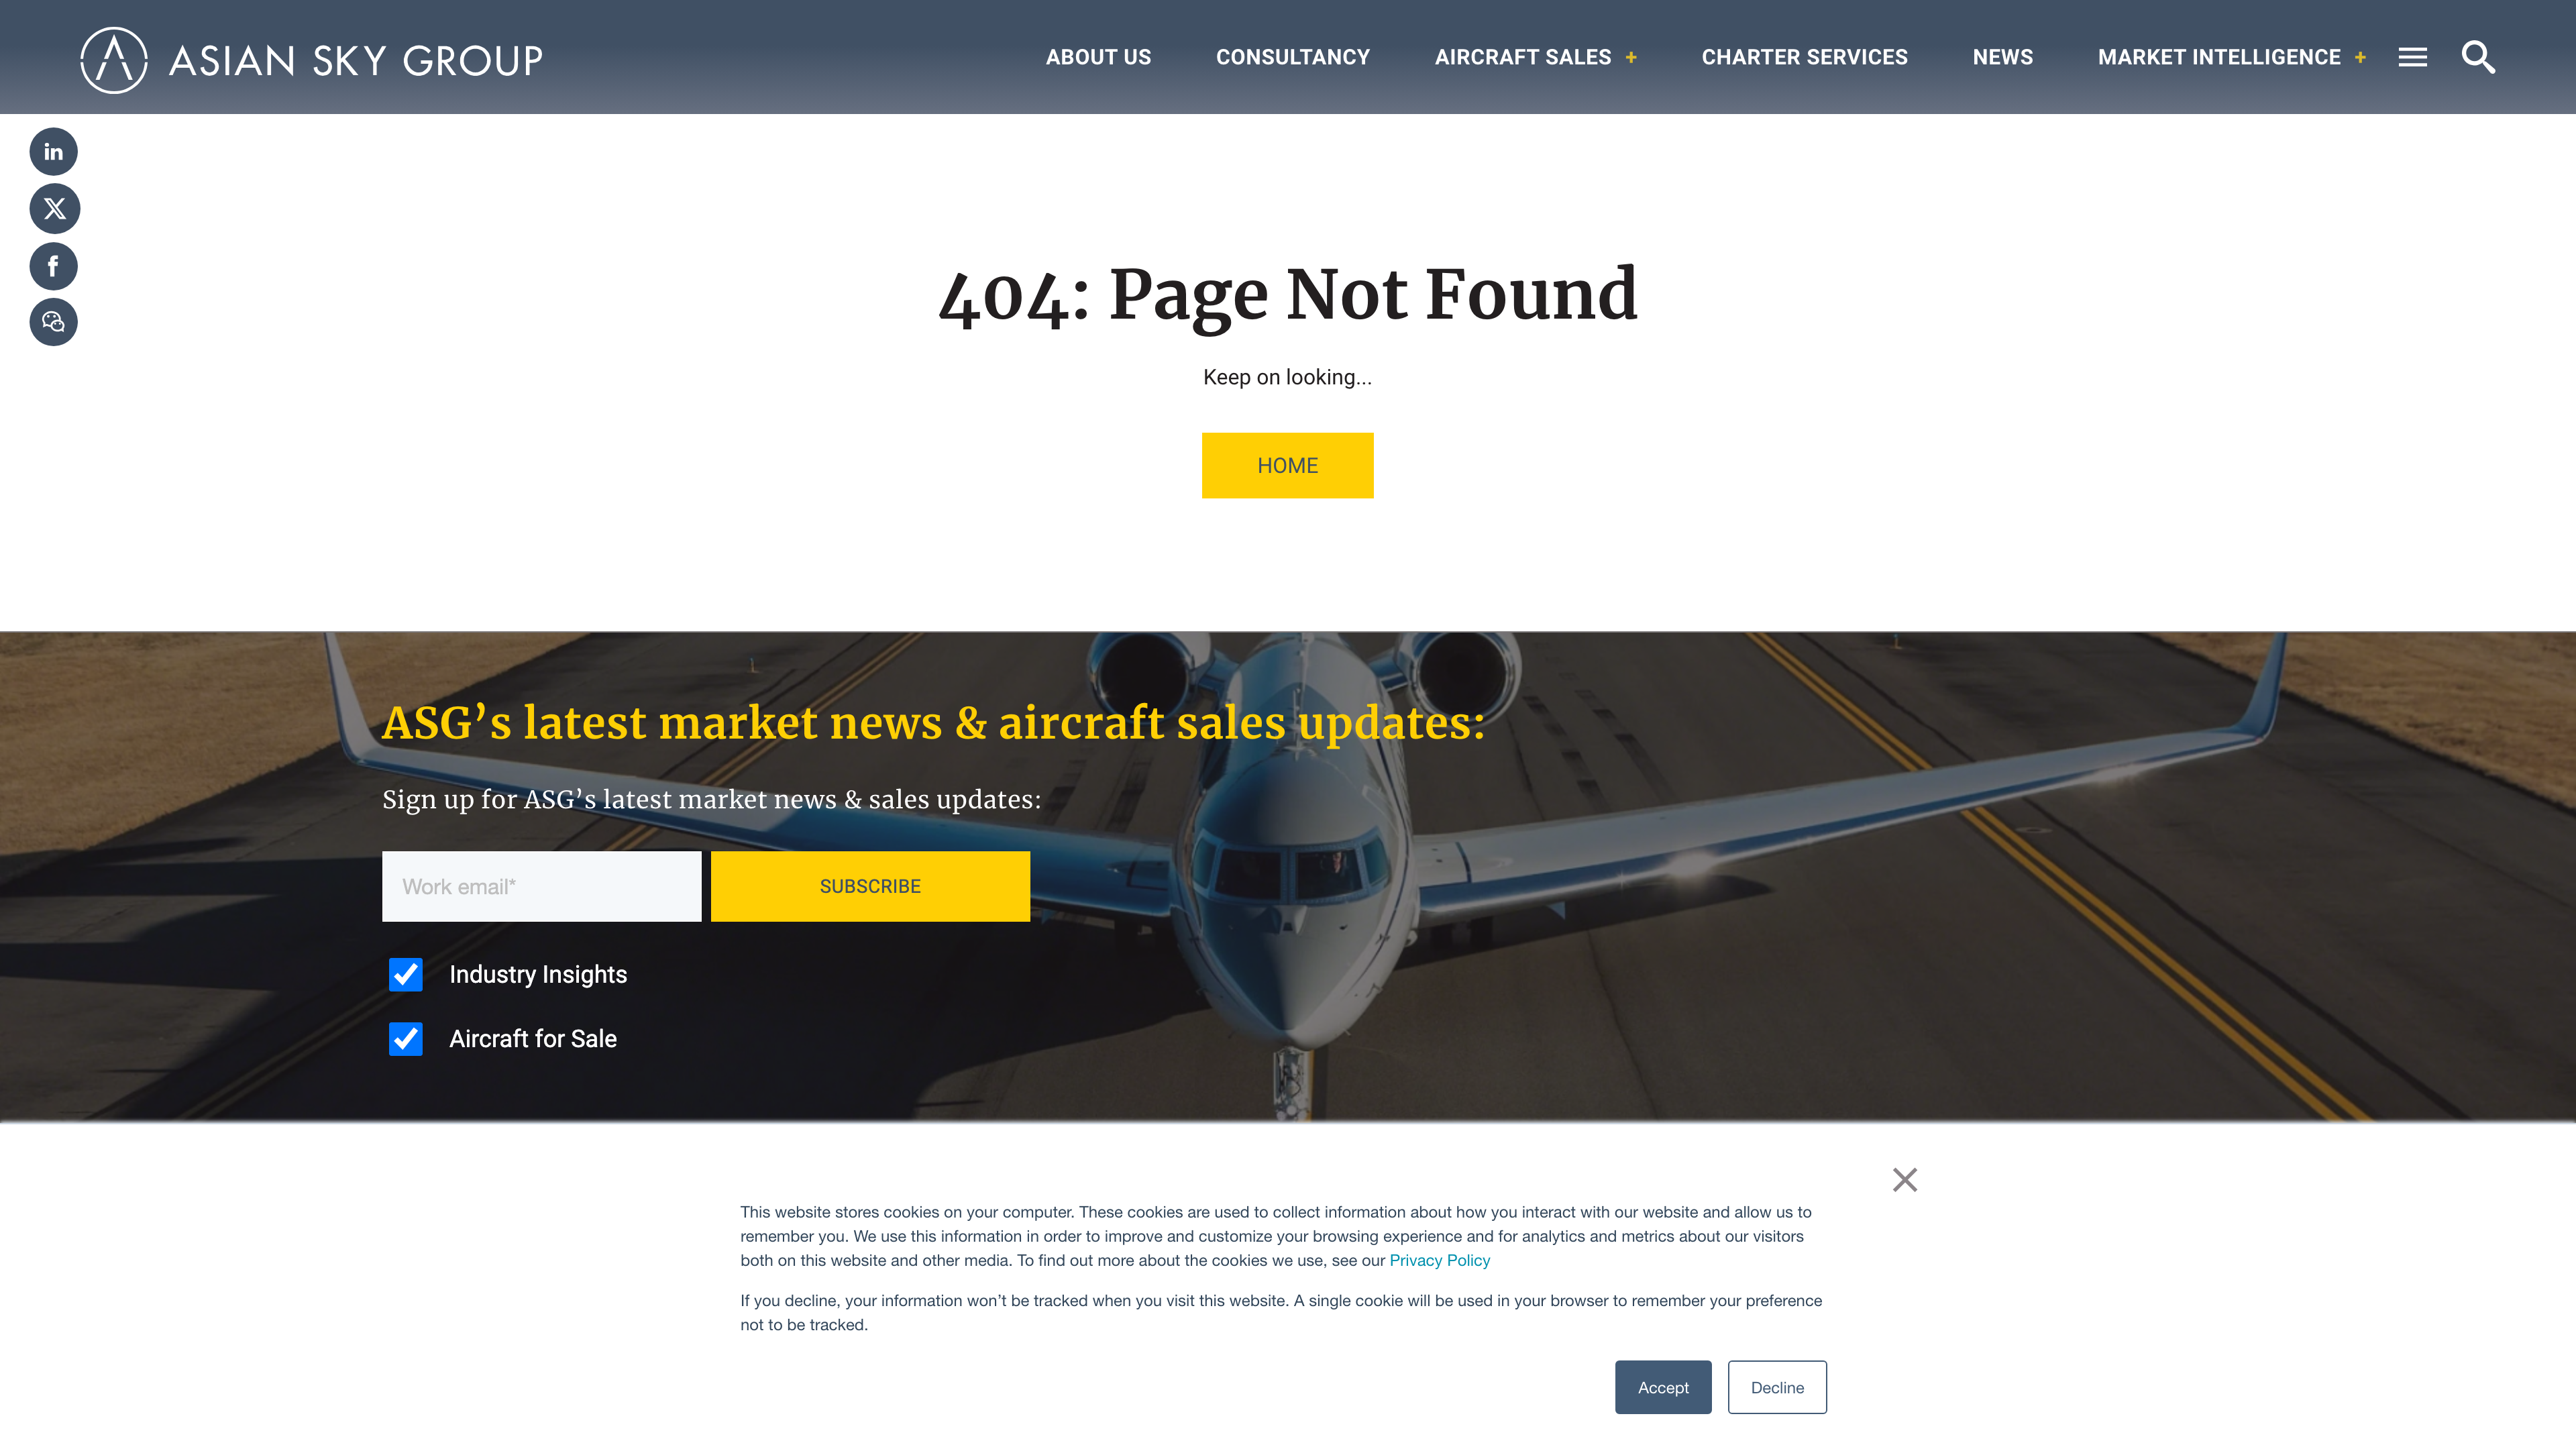 ASIAN SKY GROUP
ABOUT US CONSULTANCY AIRCRAFT SALES + CHARTER SERVICES NEWS MARKET INTELLIGENCE +
404: Page Not Found
Keep on looking...
HOME
ASG’s latest market news & aircraft sales updates:
Sign up for ASG’s latest market news & sales updates:
Work email* SUBSCRIBE
Industry Insights
Aircraft for Sale
This website stores cookies on your computer. These cookies are used to collect information about how you interact with our website and allow us to
remember you. We use this information in order to improve and customize your browsing experience and for analytics and metrics about our visitors
both on this website and other media. To find out more about the cookies we use, see our Privacy Policy
If you decline, your information won’t be tracked when you visit this website. A single cookie will be used in your browser to remember your preference
not to be tracked.
Accept Decline